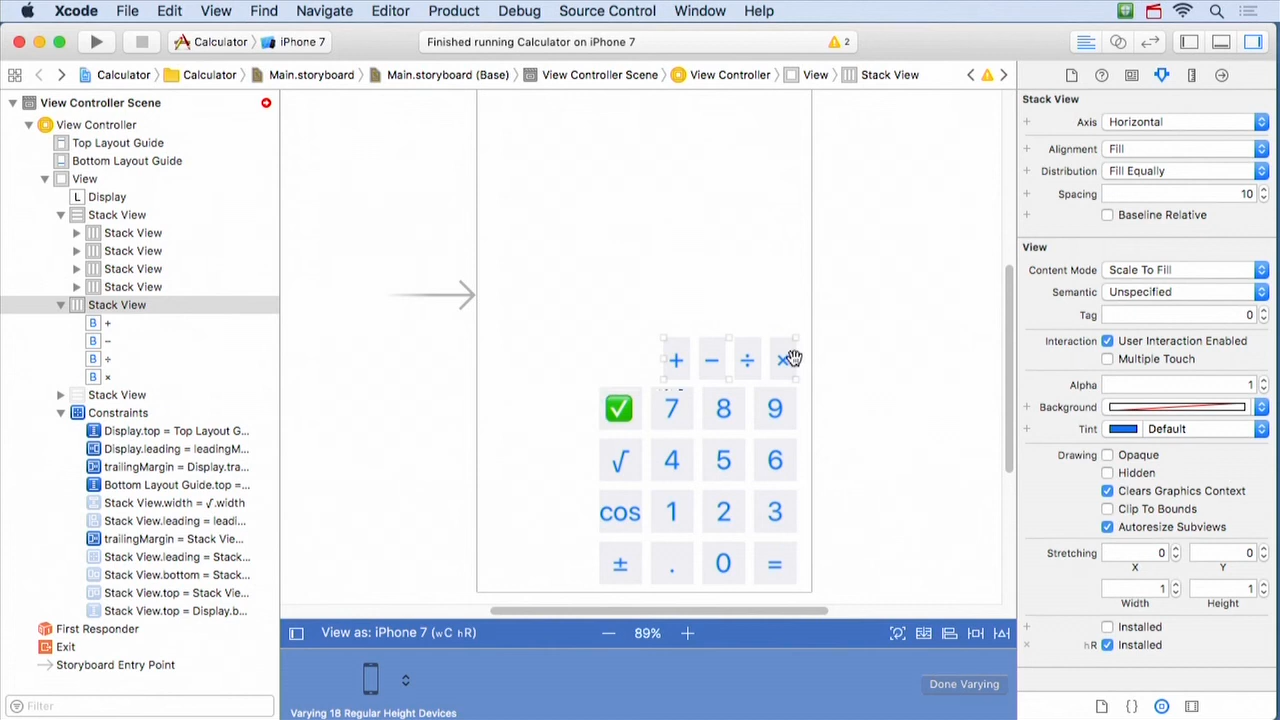 Xcode File Edit View Find Navigate Editor Product Debug Source Control Window Help
Calculator iPhone 7 Finished running Calculator on iPhone 7 2
Calculator Calculator Main.storyboard Main.storyboard (Base) View Controller Scene View Controller View Stack View
View Controller Scene
View Controller
Top Layout Guide
Bottom Layout Guide
View
L Display
Stack View
Stack View
Stack View
Stack View
Stack View
Stack View
B +
B −
B ÷
B ×
Stack View
Constraints
Display.top = Top Layout G...
Display.leading = leadingM...
trailingMargin = Display.tra...
Bottom Layout Guide.top =...
Stack View.width = √.width
Stack View.leading = leadi...
trailingMargin = Stack Vie...
Stack View.leading = Stack...
Stack View.bottom = Stack...
Stack View.top = Stack Vie...
Stack View.top = Display.b...
First Responder
Exit
Storyboard Entry Point
Filter
+ − ÷ ×
✅ 7 8 9
√ 4 5 6
cos 1 2 3
± . 0 =
View as: iPhone 7 (wC hR) — 89% +
Done Varying
Varying 18 Regular Height Devices
Stack View
+ Axis Horizontal
+ Alignment Fill
+ Distribution Fill Equally
+ Spacing 10
+ Baseline Relative
View
Content Mode Scale To Fill
Semantic Unspecified
Tag 0
Interaction User Interaction Enabled
Multiple Touch
Alpha 1
+ Background
+ Tint Default
Drawing Opaque
+ Hidden
Clears Graphics Context
Clip To Bounds
Autoresize Subviews
Stretching 0 0
X Y
1 1
Width Height
+ Installed
× hR Installed